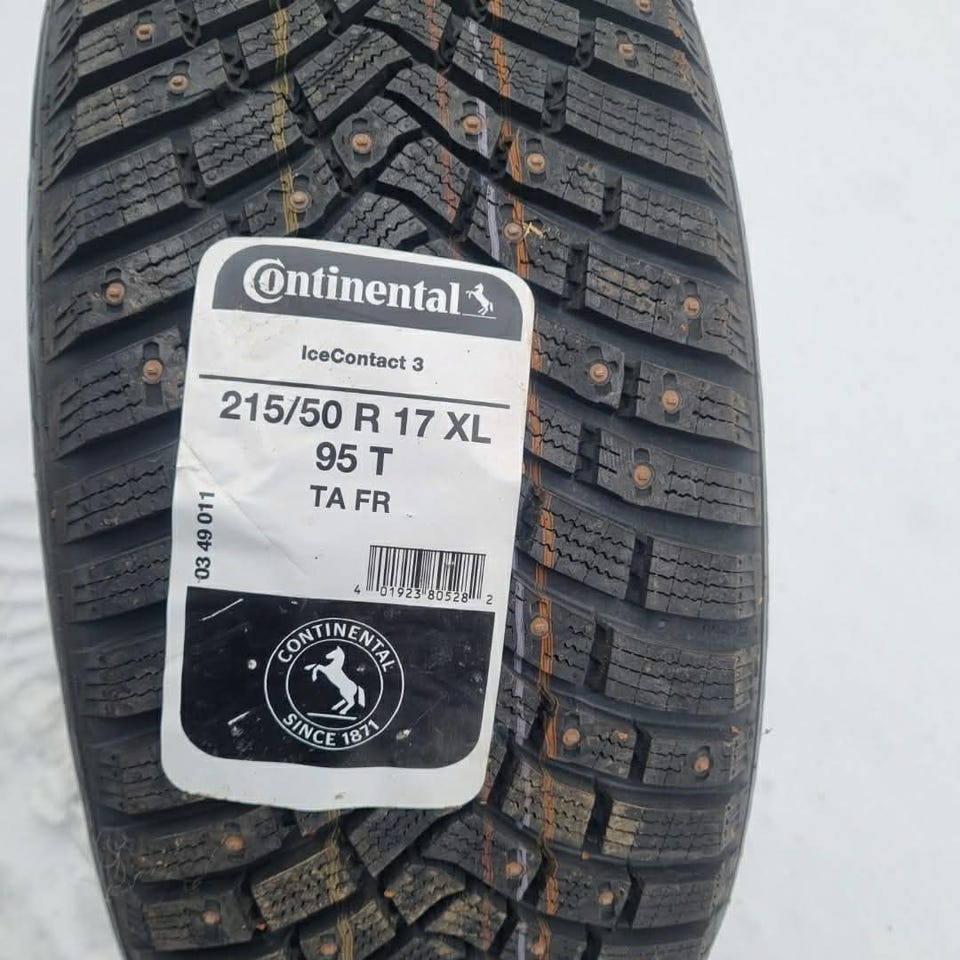 Continental
IceContact 3
215/50 R 17 XL
95 T
TA FR
03 49 011
4 01923 80528 2
CONTINENTAL
SINCE 1871